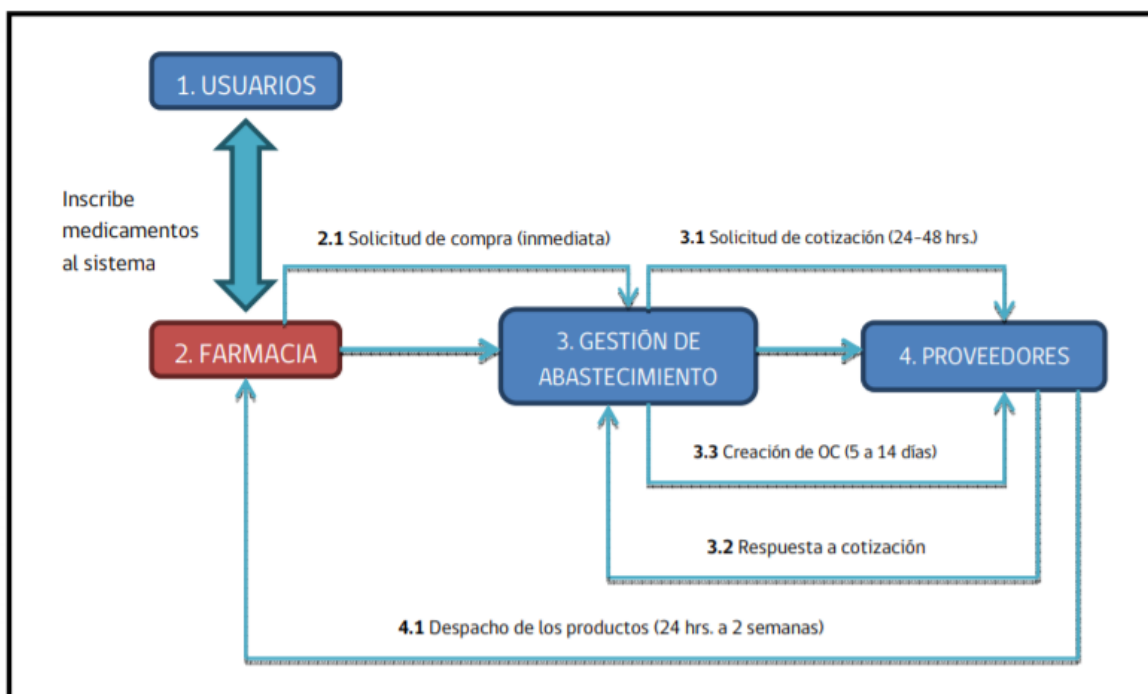 1. USUARIOS
Inscribe
medicamentos
al sistema
2.1 Solicitud de compra (inmediata)
3.1 Solicitud de cotización (24-48 hrs.)
2. FARMACIA
3. GESTIÓN DE
ABASTECIMIENTO
4. PROVEEDORES
3.3 Creación de OC (5 a 14 días)
3.2 Respuesta a cotización
4.1 Despacho de los productos (24 hrs. a 2 semanas)